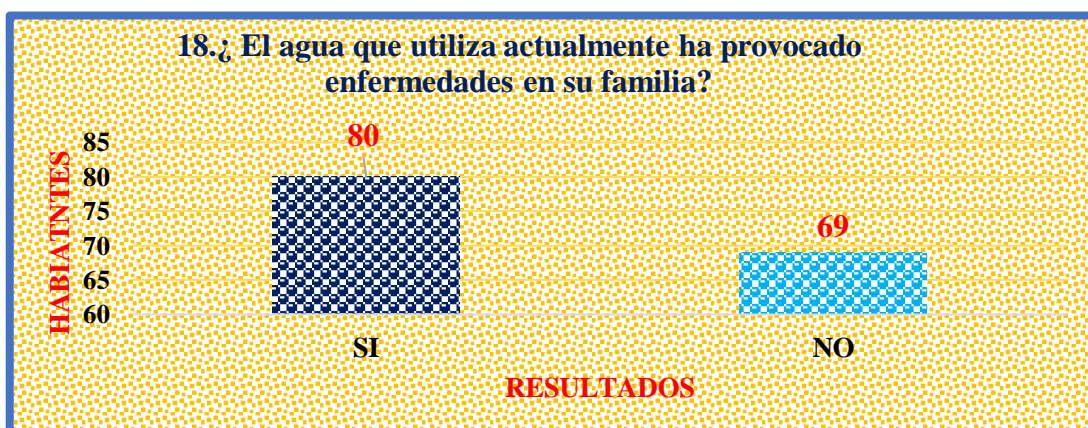 18.¿ El agua que utiliza actualmente ha provocado
enfermedades en su familia?
HABIATNTES
85
80
75
70
65
60
80
69
SI
NO
RESULTADOS